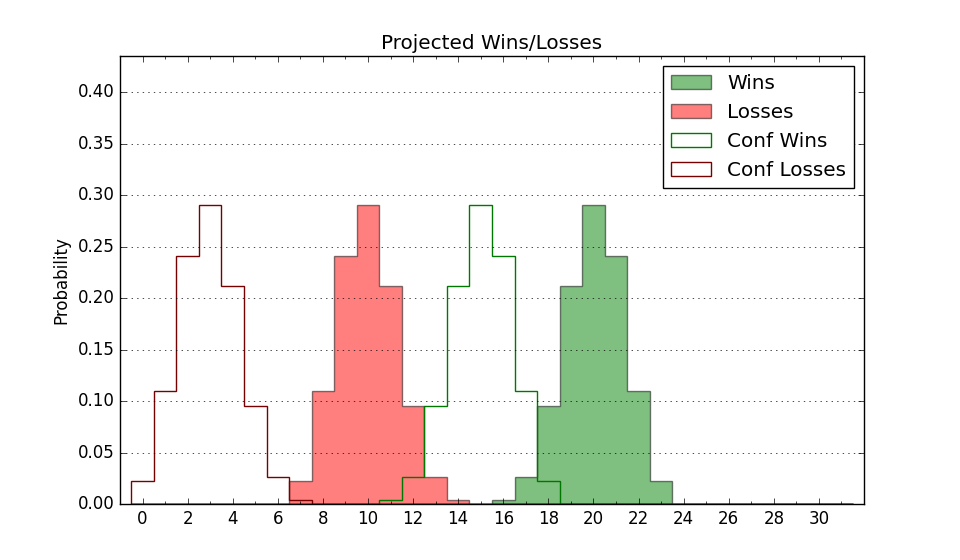 Projected Wins/Losses
Wins
Losses
Conf Wins
Conf Losses
Probability
0.40
0.35
0.30
0.25
0.20
0.15
0.10
0.05
0.00
0 2 4 6 8 10 12 14 16 18 20 22 24 26 28 30